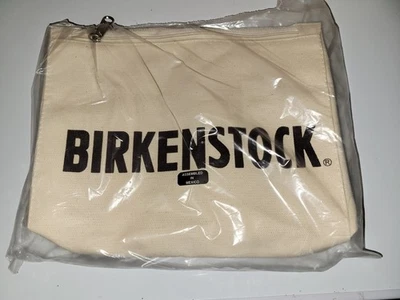 BIRKENSTOCK®
ASSEMBLED
IN
MEXICO